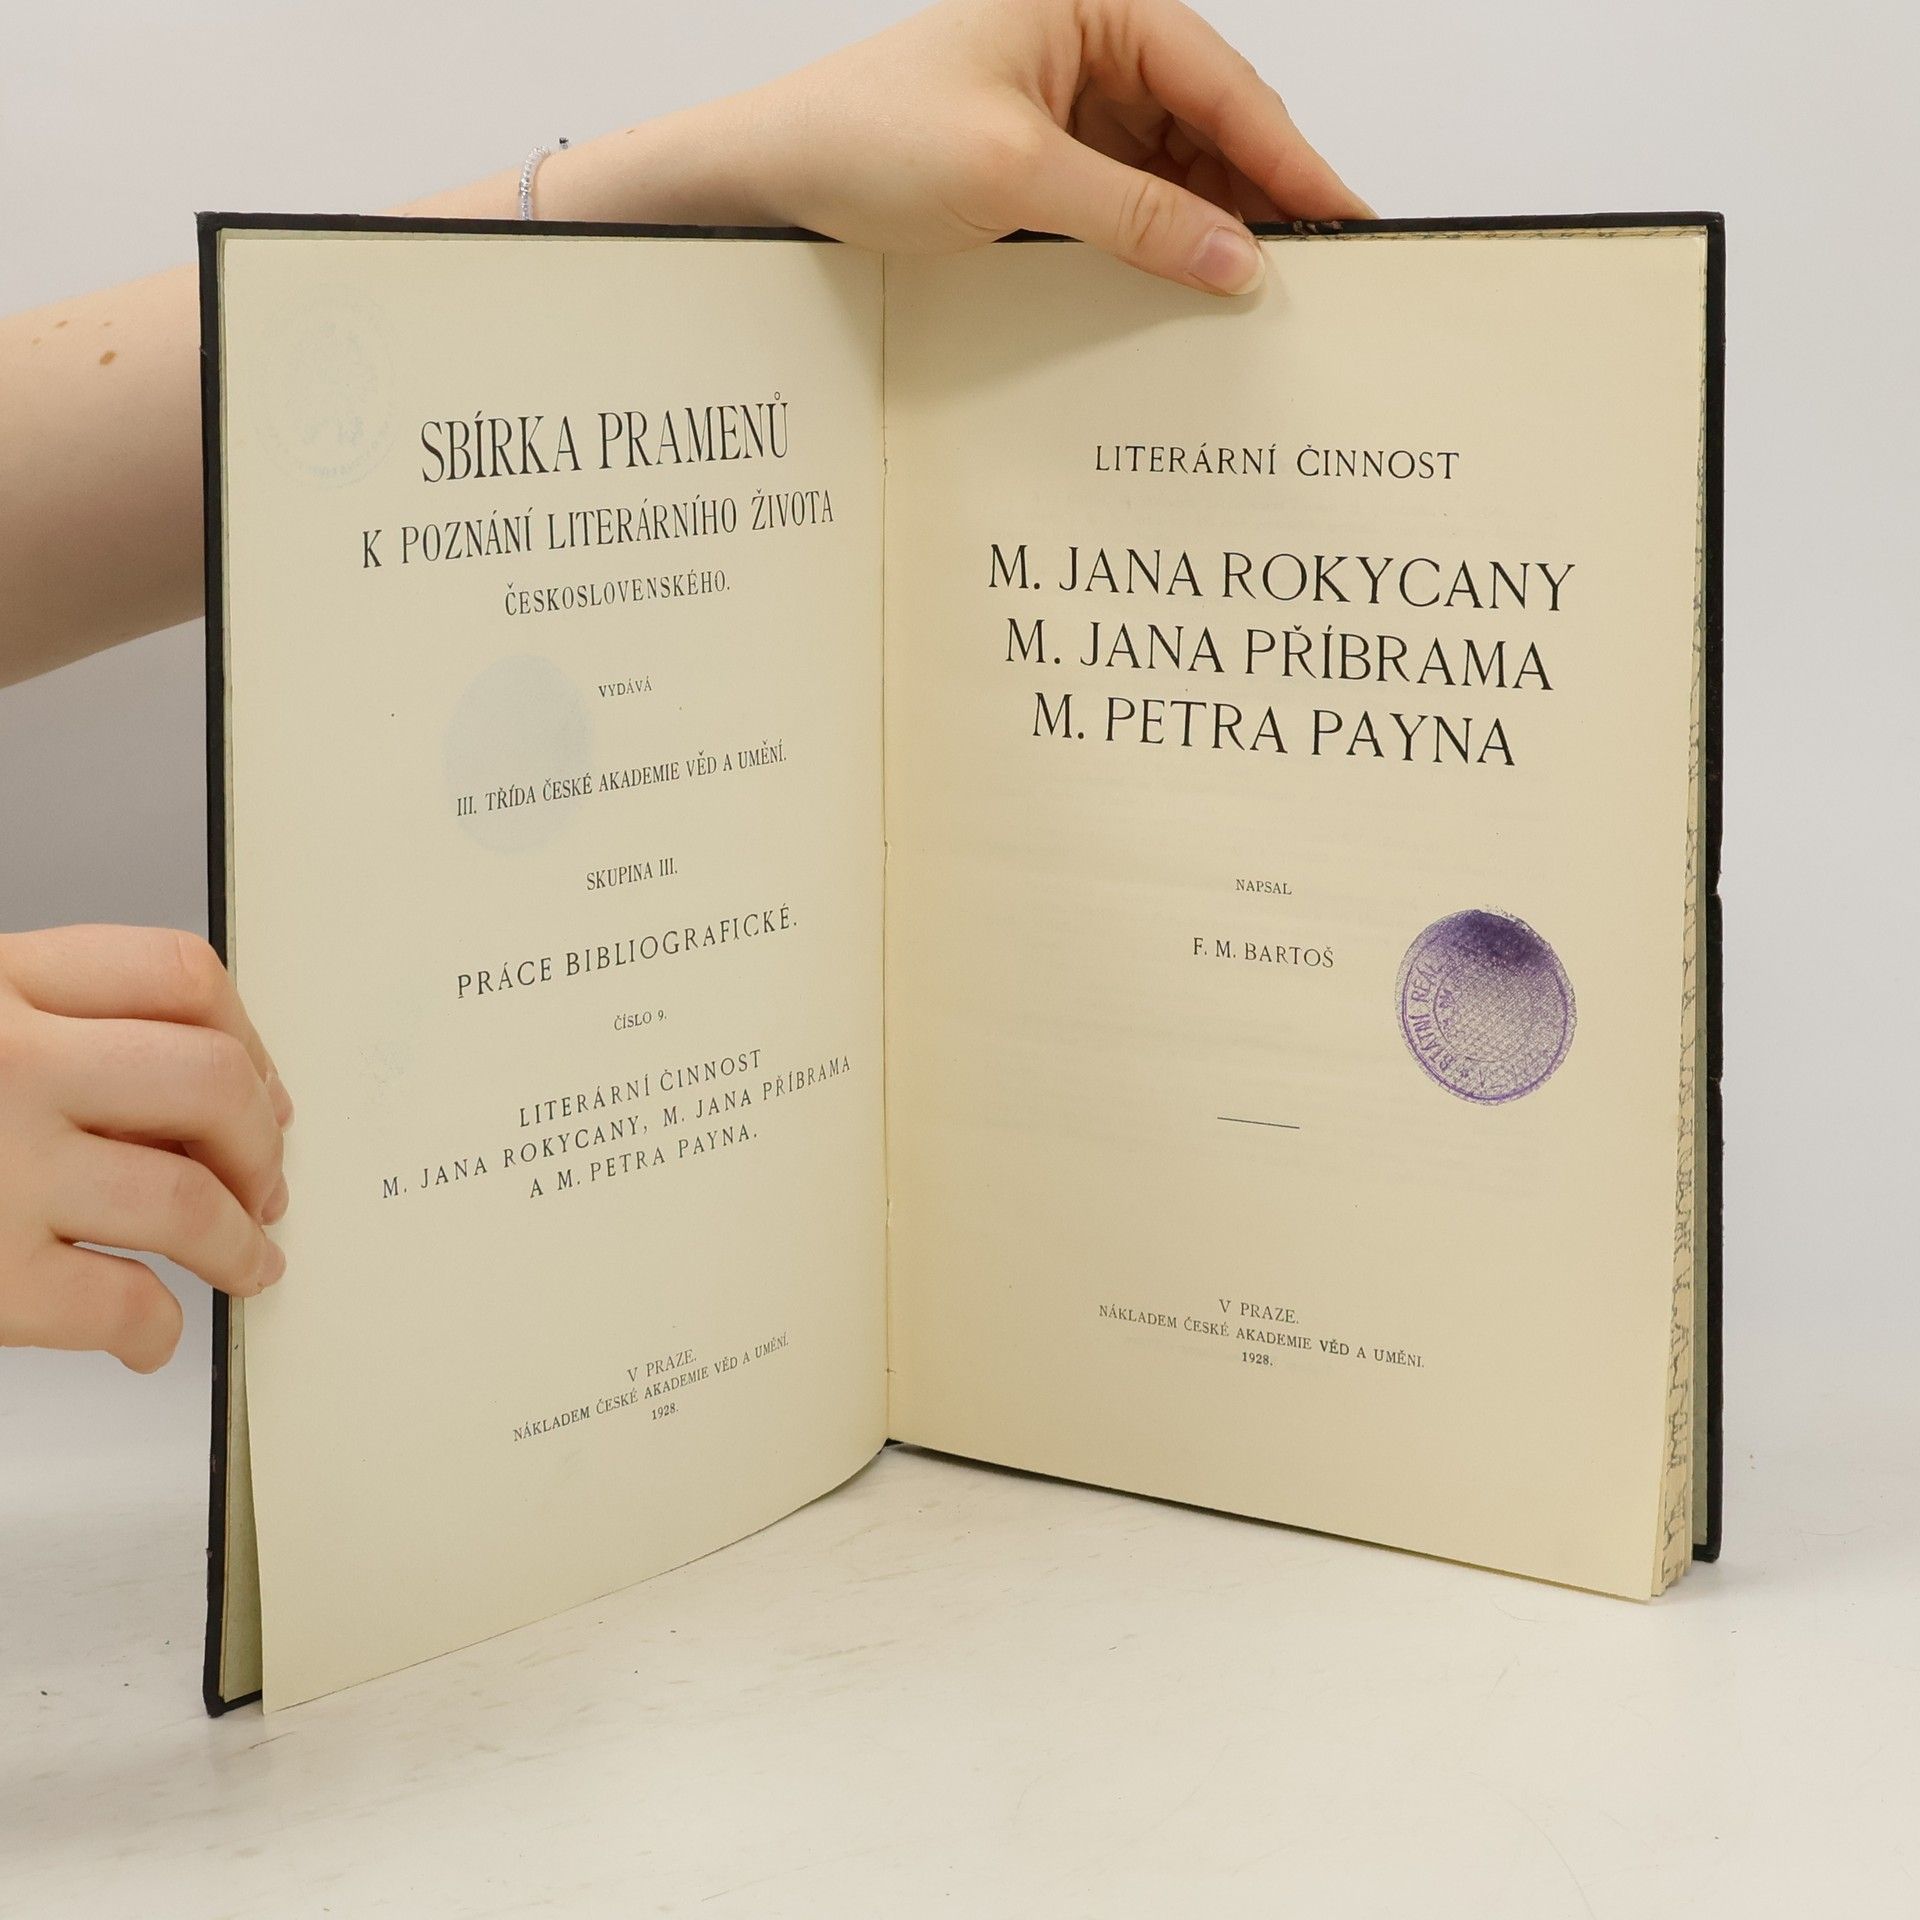 SBÍRKA PRAMENŮ
K POZNÁNÍ LITERÁRNÍHO ŽIVOTA
ČESKOSLOVENSKÉHO.
VYDÁVÁ
III. TŘÍDA ČESKÉ AKADEMIE VĚD A UMĚNÍ.
SKUPINA III.
PRÁCE BIBLIOGRAFICKÉ.
ČÍSLO 9.
LITERÁRNÍ ČINNOST
M. JANA ROKYCANY, M. JANA PŘÍBRAMA
A M. PETRA PAYNA.
V PRAZE.
NÁKLADEM ČESKÉ AKADEMIE VĚD A UMĚNÍ.
1928.
LITERÁRNÍ ČINNOST
M. JANA ROKYCANY
M. JANA PŘÍBRAMA
M. PETRA PAYNA
NAPSAL
F. M. BARTOŠ
STÁTNÍ
V PRAZE.
NÁKLADEM ČESKÉ AKADEMIE VĚD A UMĚNI.
1928.